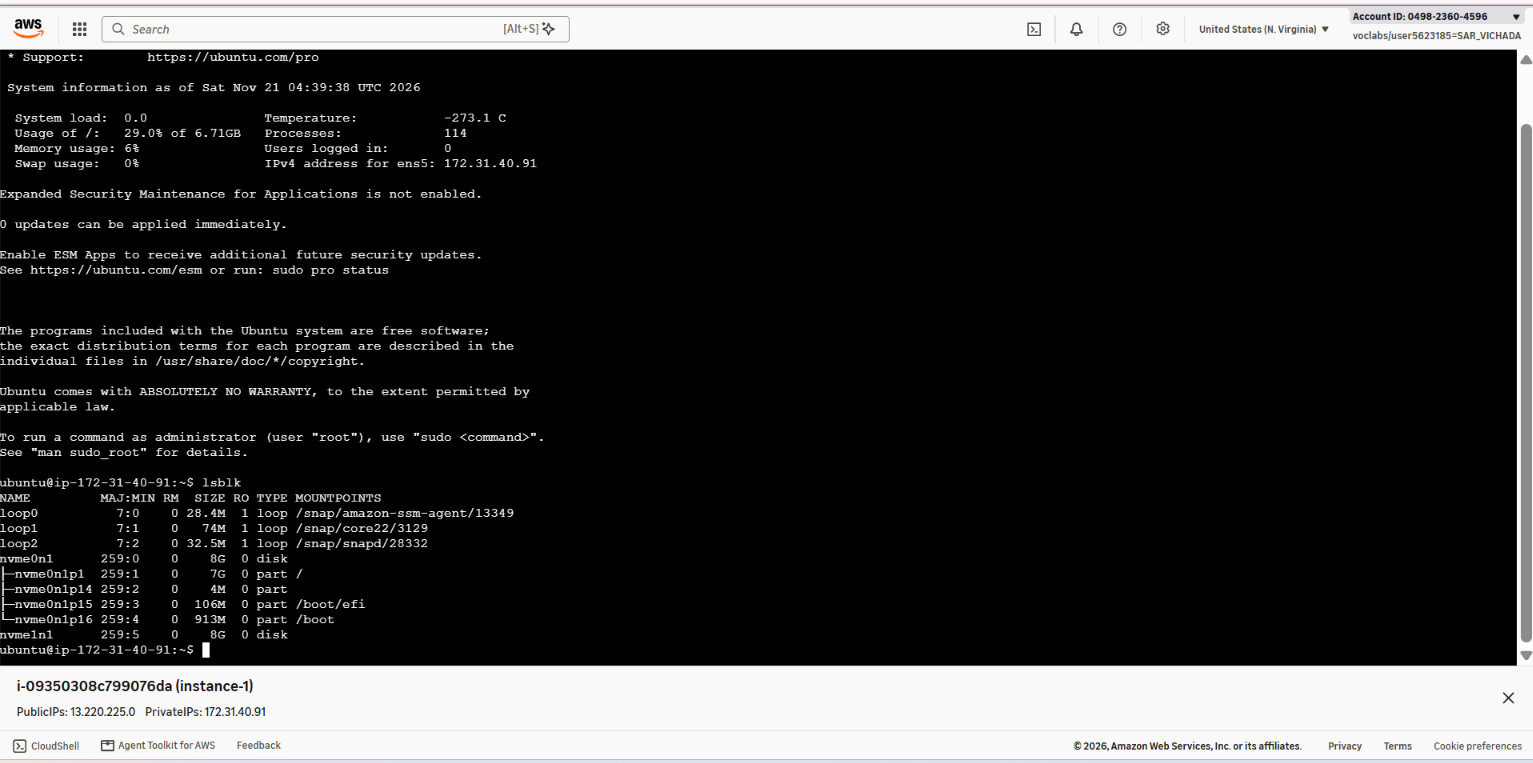 aws
Search [Alt+S]
United States (N. Virginia) ▼
Account ID: 0498-2360-4596 ▼
voclabs/user5623185=SAR_VICHADA
* Support: https://ubuntu.com/pro
System information as of Sat Nov 21 04:39:38 UTC 2026
System load: 0.0 Temperature: -273.1 C
Usage of /: 29.0% of 6.71GB Processes: 114
Memory usage: 6% Users logged in: 0
Swap usage: 0% IPv4 address for ens5: 172.31.40.91
Expanded Security Maintenance for Applications is not enabled.
0 updates can be applied immediately.
Enable ESM Apps to receive additional future security updates.
See https://ubuntu.com/esm or run: sudo pro status
The programs included with the Ubuntu system are free software;
the exact distribution terms for each program are described in the
individual files in /usr/share/doc/*/copyright.
Ubuntu comes with ABSOLUTELY NO WARRANTY, to the extent permitted by
applicable law.
To run a command as administrator (user "root"), use "sudo <command>".
See "man sudo_root" for details.
ubuntu@ip-172-31-40-91:~$ lsblk
NAME MAJ:MIN RM SIZE RO TYPE MOUNTPOINTS
loop0 7:0 0 28.4M 1 loop /snap/amazon-ssm-agent/13349
loop1 7:1 0 74M 1 loop /snap/core22/3129
loop2 7:2 0 32.5M 1 loop /snap/snapd/28332
nvme0n1 259:0 0 8G 0 disk
├─nvme0n1p1 259:1 0 7G 0 part /
├─nvme0n1p14 259:2 0 4M 0 part
├─nvme0n1p15 259:3 0 106M 0 part /boot/efi
└─nvme0n1p16 259:4 0 913M 0 part /boot
nvme1n1 259:5 0 8G 0 disk
ubuntu@ip-172-31-40-91:~$
i-09350308c799076da (instance-1)
PublicIPs: 13.220.225.0 PrivateIPs: 172.31.40.91
CloudShell Agent Toolkit for AWS Feedback © 2026, Amazon Web Services, Inc. or its affiliates. Privacy Terms Cookie preferences